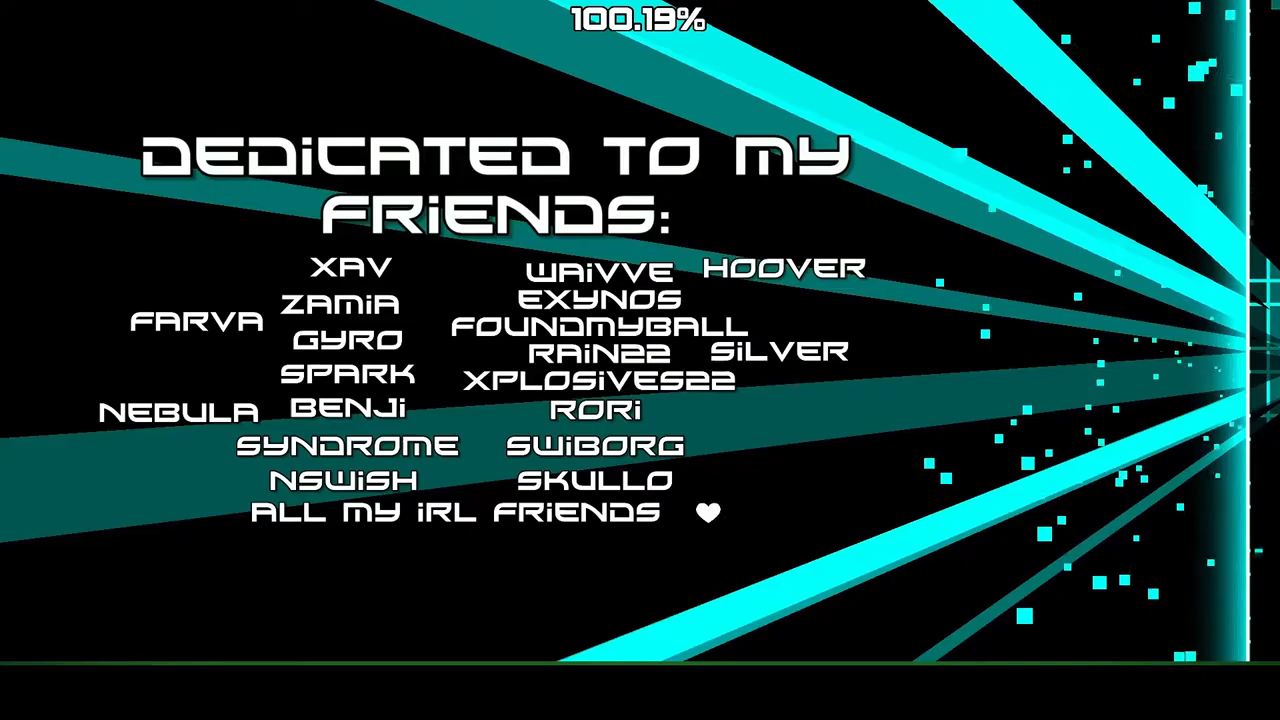 100.19%
DEDICATED TO MY
FRIENDS:
XAV
WAIVVE
HOOVER
ZAMIA
EXYNOS
FARVA
GYRO
FOUNDMYBALL
RAIN22
SILVER
SPARK
XPLOSIVES22
NEBULA
BENJI
RORI
SYNDROME
SWIBORG
NSWISH
SKULLO
ALL MY IRL FRIENDS ♥